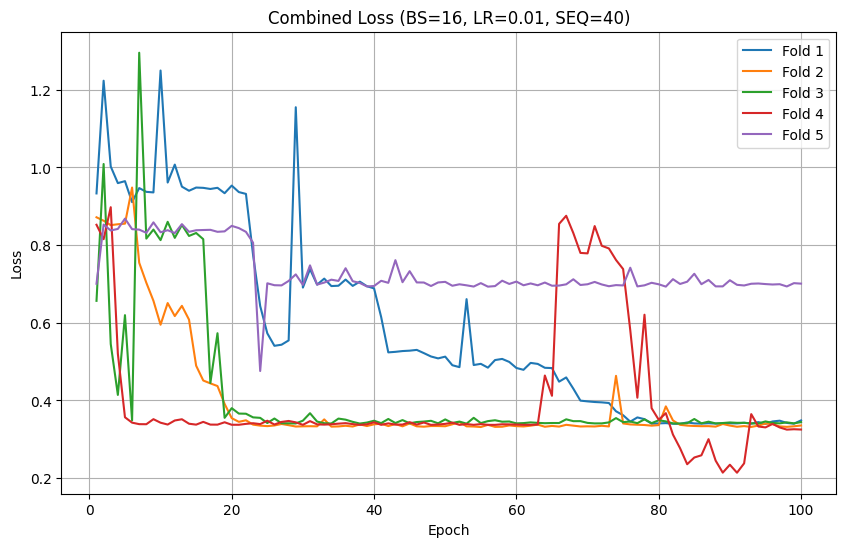 Combined Loss (BS=16, LR=0.01, SEQ=40)
Fold 1
Fold 2
Fold 3
Fold 4
Fold 5
Loss
1.2
1.0
0.8
0.6
0.4
0.2
0 20 40 60 80 100
Epoch